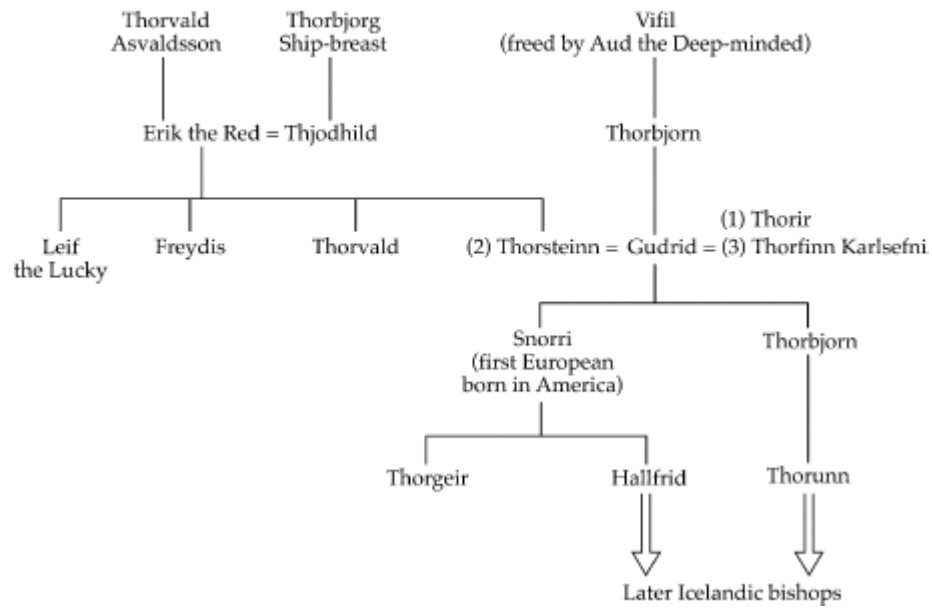 Thorvald
Asvaldsson
Thorbjorg
Ship-breast
Vifil
(freed by Aud the Deep-minded)
Erik the Red = Thjodhild
Thorbjorn
(1) Thorir
Leif
the Lucky
Freydis
Thorvald
(2) Thorsteinn = Gudrid = (3) Thorfinn Karlsefni
Snorri
(first European
born in America)
Thorbjorn
Thorgeir
Hallfrid
Thorunn
Later Icelandic bishops